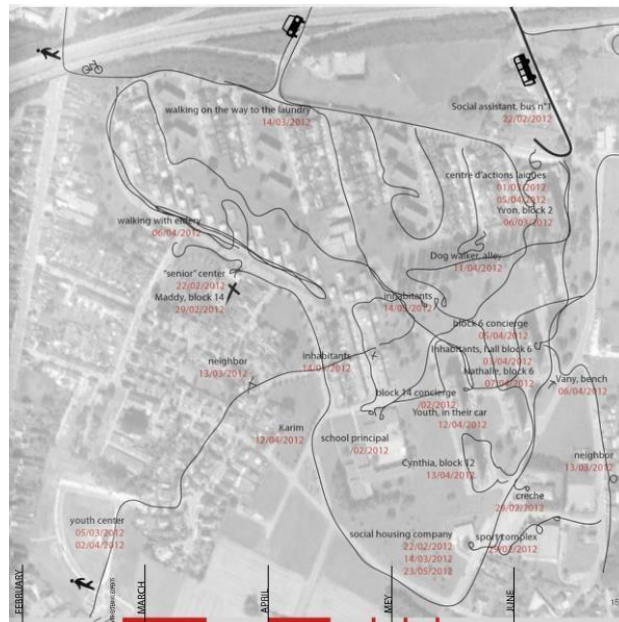 walking on the way to the laundry
14/03/2012
Social assistant, bus n°1
22/02/2012
centre d'actions laïques
01/03/2012
05/04/2012
Yvon, block 2
06/03/2012
walking with eldery
06/04/2012
Dog walker, alley
11/04/2012
"senior" center
22/02/2012
Maddy, block 14
29/02/2012
inhabitants
14/03/2012
block 6 concierge
05/04/2012
Inhabitants, hall block 6
03/04/2012
Nathalie, block 6
07/04/2012
inhabitants
14/03/2012
neighbor
13/03/2012
Vany, bench
06/04/2012
block 14 concierge
/02/2012
Youth, in their car
12/04/2012
Karim
12/04/2012
school principal
/02/2012
Cynthia, block 12
13/04/2012
neighbor
13/03/2012
creche
29/02/2012
youth center
05/03/2012
02/04/2012
social housing company
22/02/2012
14/03/2012
23/05/2012
sport complex
29/02/2012
FEBRUARY
MARCH
APRIL
MEY
JUNE
15